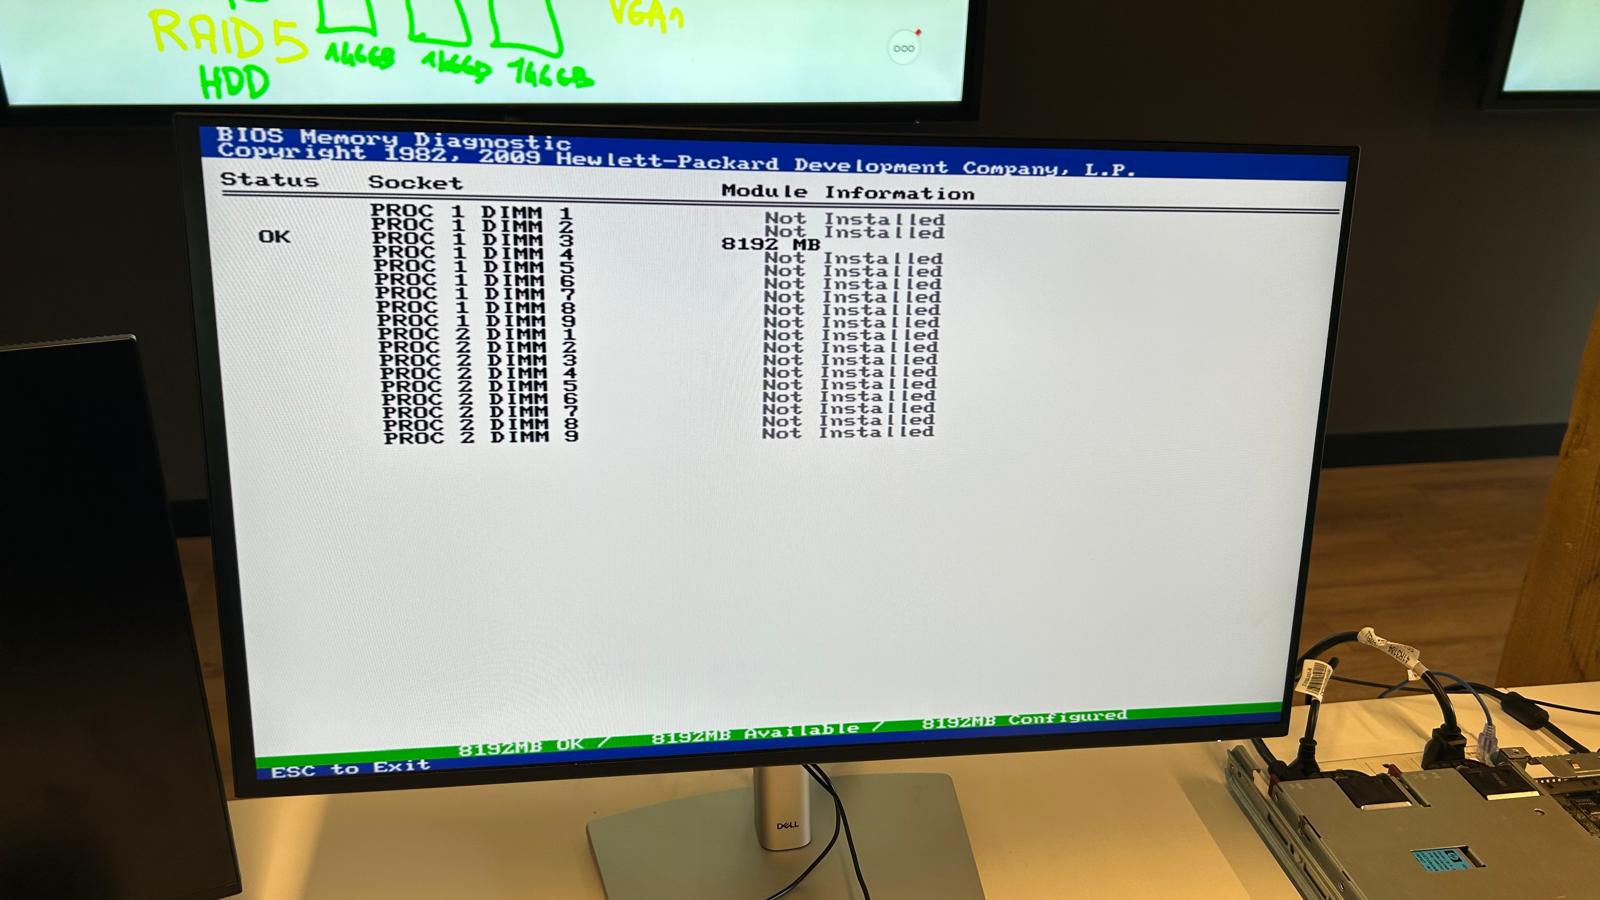 RAID 5
HDD
146GB 146GB 146GB
BIOS Memory Diagnostic
Copyright 1982, 2009 Hewlett-Packard Development Company, L.P.
Status Socket Module Information
PROC 1 DIMM 1 Not Installed
PROC 1 DIMM 2 Not Installed
OK PROC 1 DIMM 3 8192 MB
PROC 1 DIMM 4 Not Installed
PROC 1 DIMM 5 Not Installed
PROC 1 DIMM 6 Not Installed
PROC 1 DIMM 7 Not Installed
PROC 1 DIMM 8 Not Installed
PROC 1 DIMM 9 Not Installed
PROC 2 DIMM 1 Not Installed
PROC 2 DIMM 2 Not Installed
PROC 2 DIMM 3 Not Installed
PROC 2 DIMM 4 Not Installed
PROC 2 DIMM 5 Not Installed
PROC 2 DIMM 6 Not Installed
PROC 2 DIMM 7 Not Installed
PROC 2 DIMM 8 Not Installed
PROC 2 DIMM 9 Not Installed
8192MB OK / 8192MB Available / 8192MB Configured
ESC to Exit
DELL